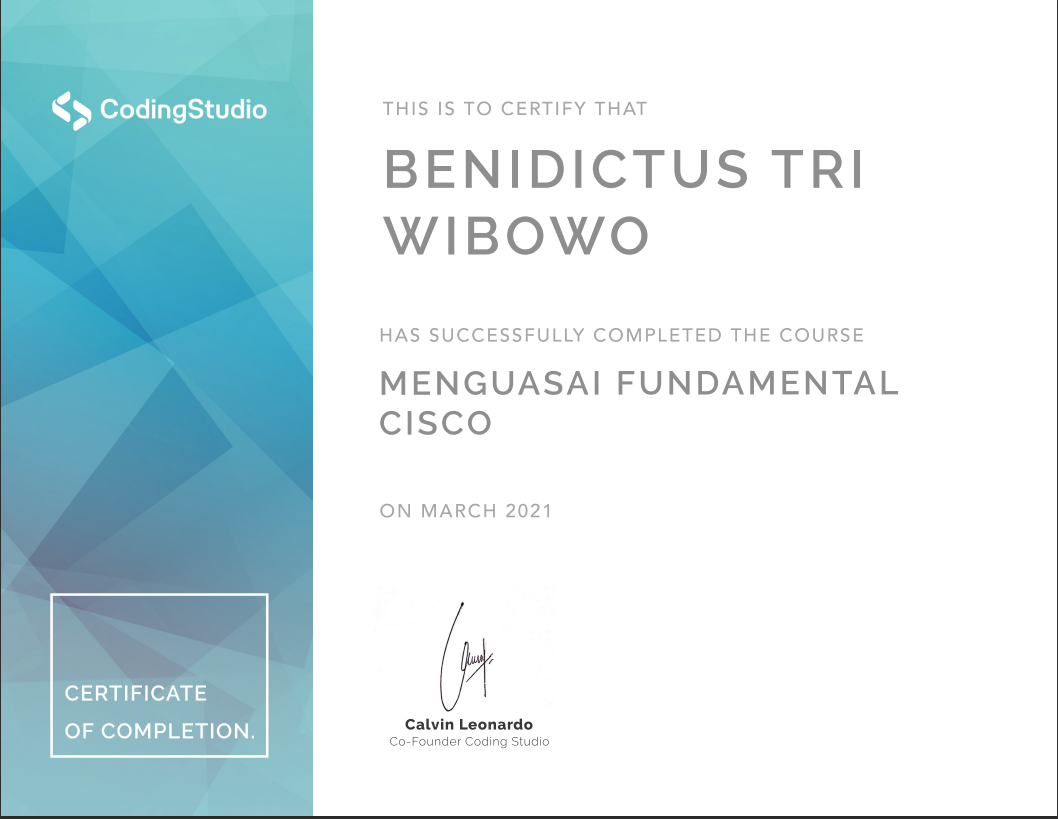 CodingStudio
THIS IS TO CERTIFY THAT
BENIDICTUS TRI
WIBOWO
HAS SUCCESSFULLY COMPLETED THE COURSE
MENGUASAI FUNDAMENTAL
CISCO
ON MARCH 2021
Calvin Leonardo
Co-Founder Coding Studio
CERTIFICATE
OF COMPLETION.